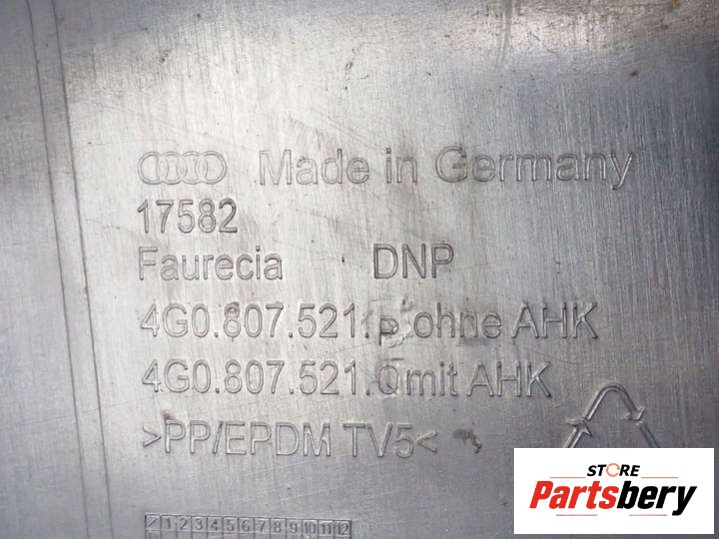 Made in Germany
17582
Faurecia DNP
4G0.807.521. ohne AHK
4G0.807.521. mit AHK
>PP/EPDM TV5<
1 2 3 4 5 6 7 8 9 10 11 12
STORE
Partsbery